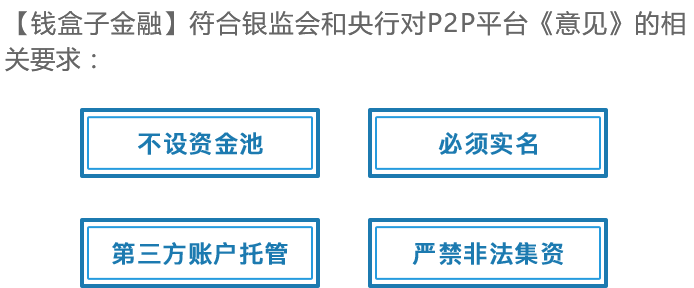 【钱盒子金融】符合银监会和央行对P2P平台《意见》的相
关要求：
不设资金池
必须实名
第三方账户托管
严禁非法集资